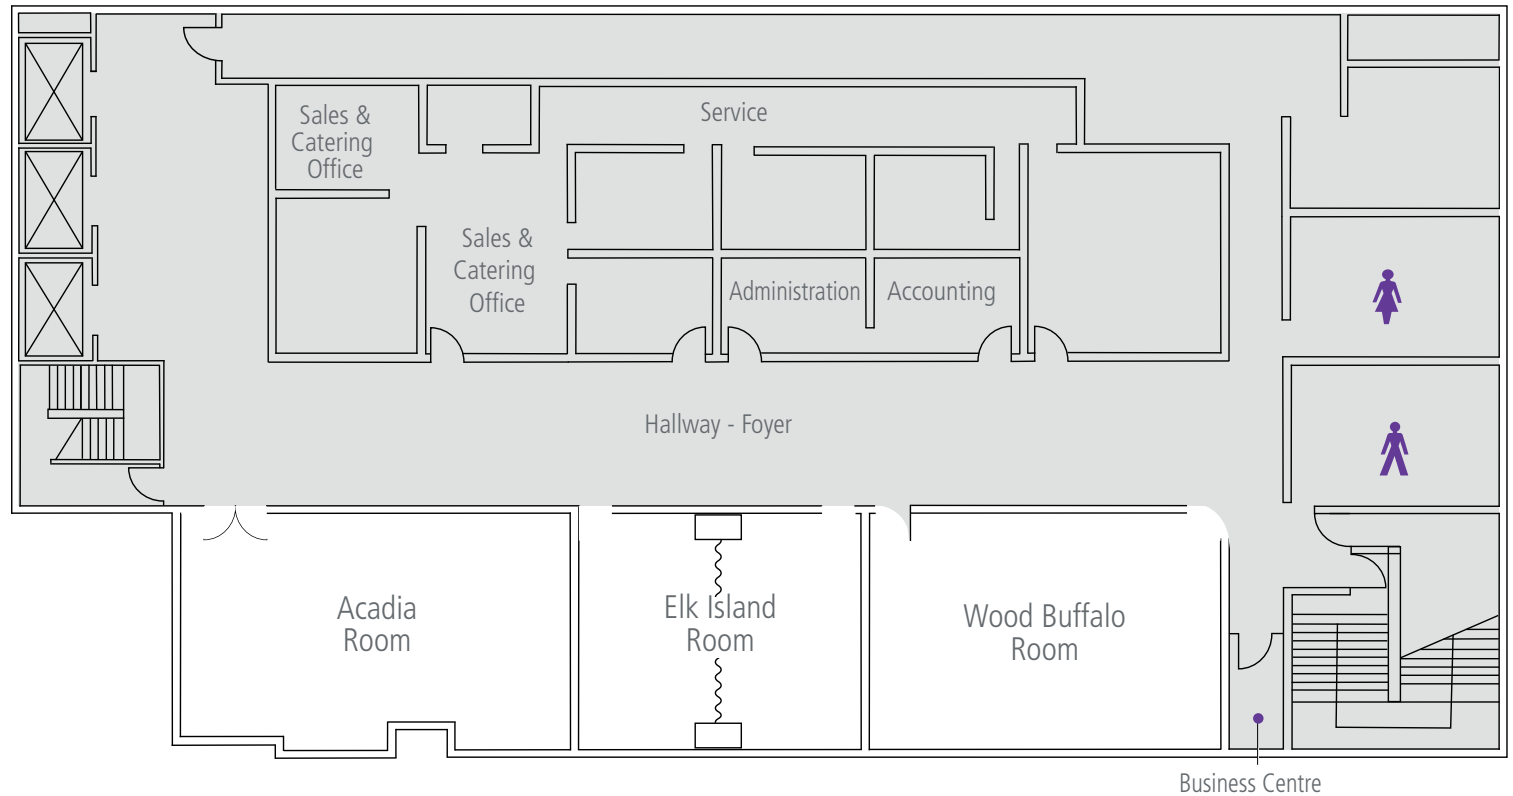 Sales &
Catering
Office
Service
Sales &
Catering
Office
Administration
Accounting
Hallway - Foyer
Acadia
Room
Elk Island
Room
Wood Buffalo
Room
Business Centre